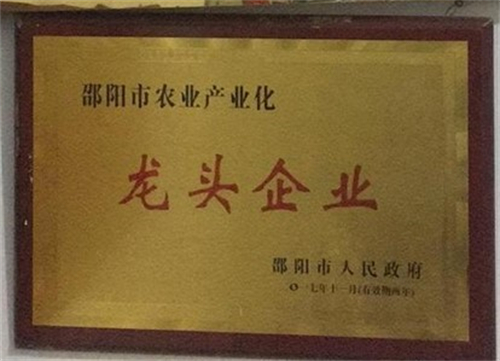 邵阳市农业产业化
龙头企业
邵阳市人民政府
一七年十一月(有效期两年)